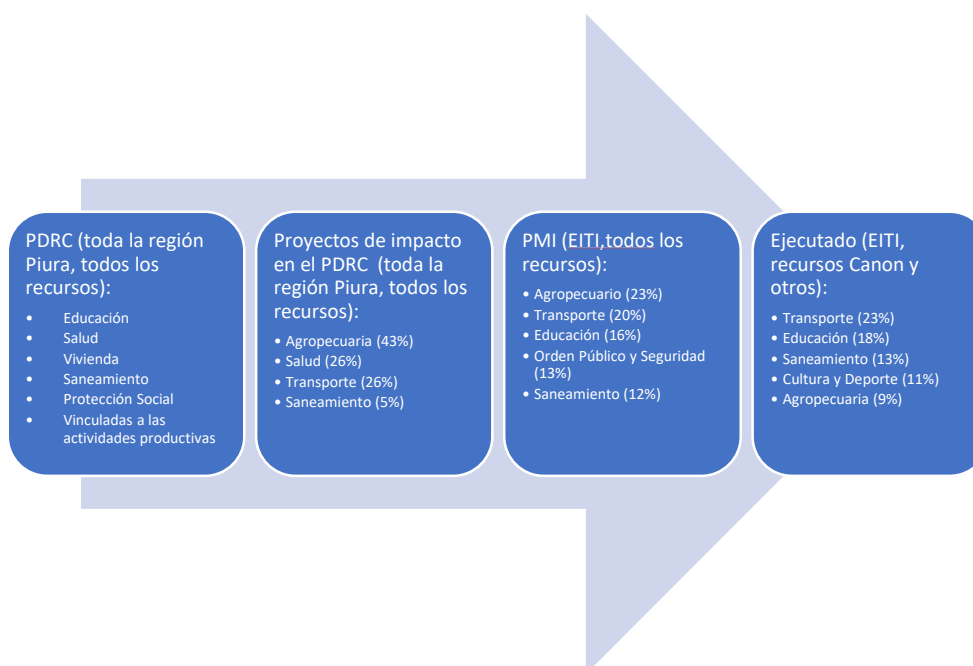 PDRC (toda la región
Piura, todos los
recursos):
• Educación
• Salud
• Vivienda
• Saneamiento
• Protección Social
• Vinculadas a las
actividades productivas
Proyectos de impacto
en el PDRC (toda la
región Piura, todos los
recursos):
• Agropecuaria (43%)
• Salud (26%)
• Transporte (26%)
• Saneamiento (5%)
PMI (EITI,todos los
recursos):
• Agropecuario (23%)
• Transporte (20%)
• Educación (16%)
• Orden Público y Seguridad
(13%)
• Saneamiento (12%)
Ejecutado (EITI,
recursos Canon y
otros):
• Transporte (23%)
• Educación (18%)
• Saneamiento (13%)
• Cultura y Deporte (11%)
• Agropecuaria (9%)